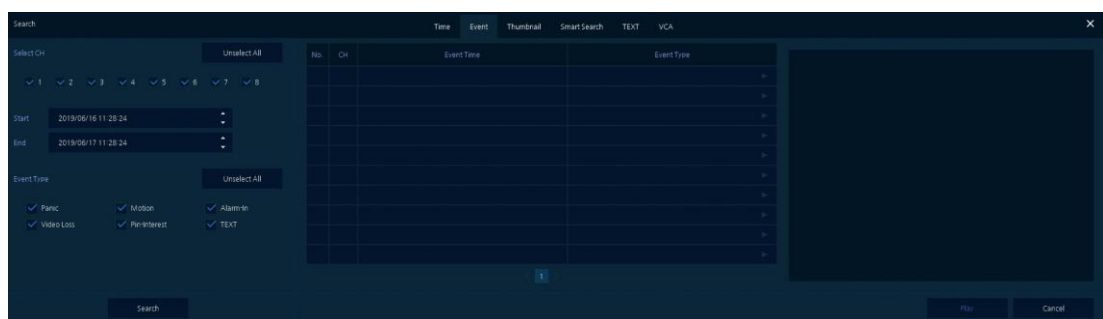 Search Time Event Thumbnail Smart Search TEXT VCA
Select CH Unselect All
1 2 3 4 5 6 7 8
Start 2019/06/16 11:28:24
End 2019/06/17 11:28:24
Event Type Unselect All
Panic Motion Alarm-In
Video Loss Pin-Interest TEXT
Search
No. CH Event Time Event Type
1
Play Cancel